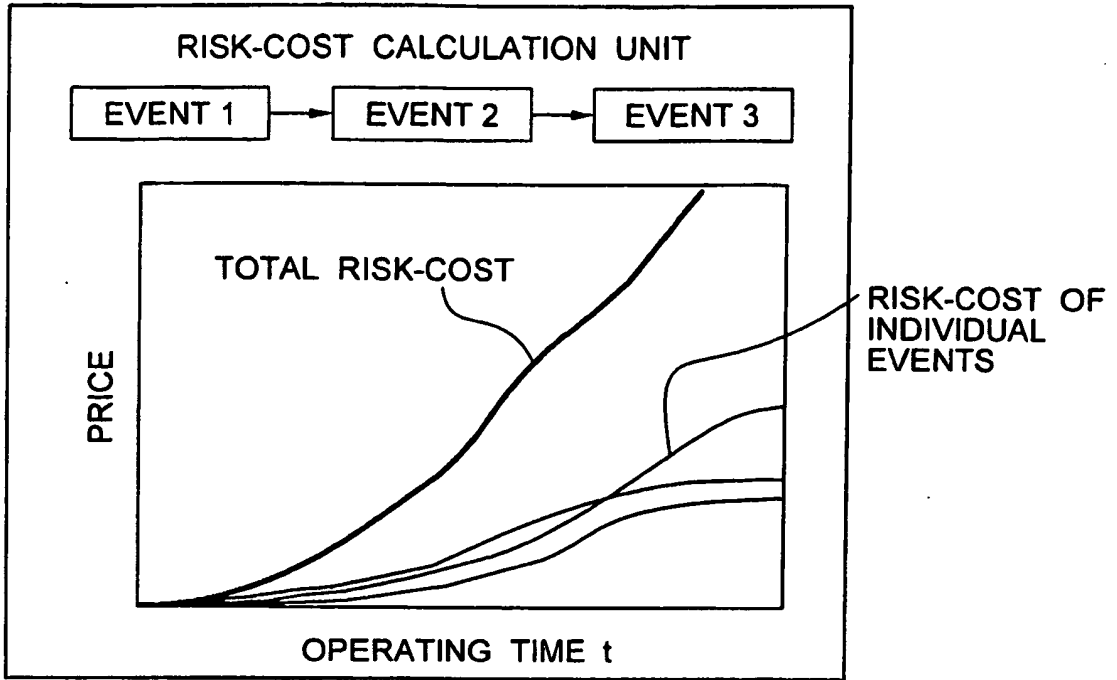 RISK-COST CALCULATION UNIT
EVENT 1
EVENT 2
EVENT 3
TOTAL RISK-COST
RISK-COST OF
INDIVIDUAL
EVENTS
PRICE
OPERATING TIME t